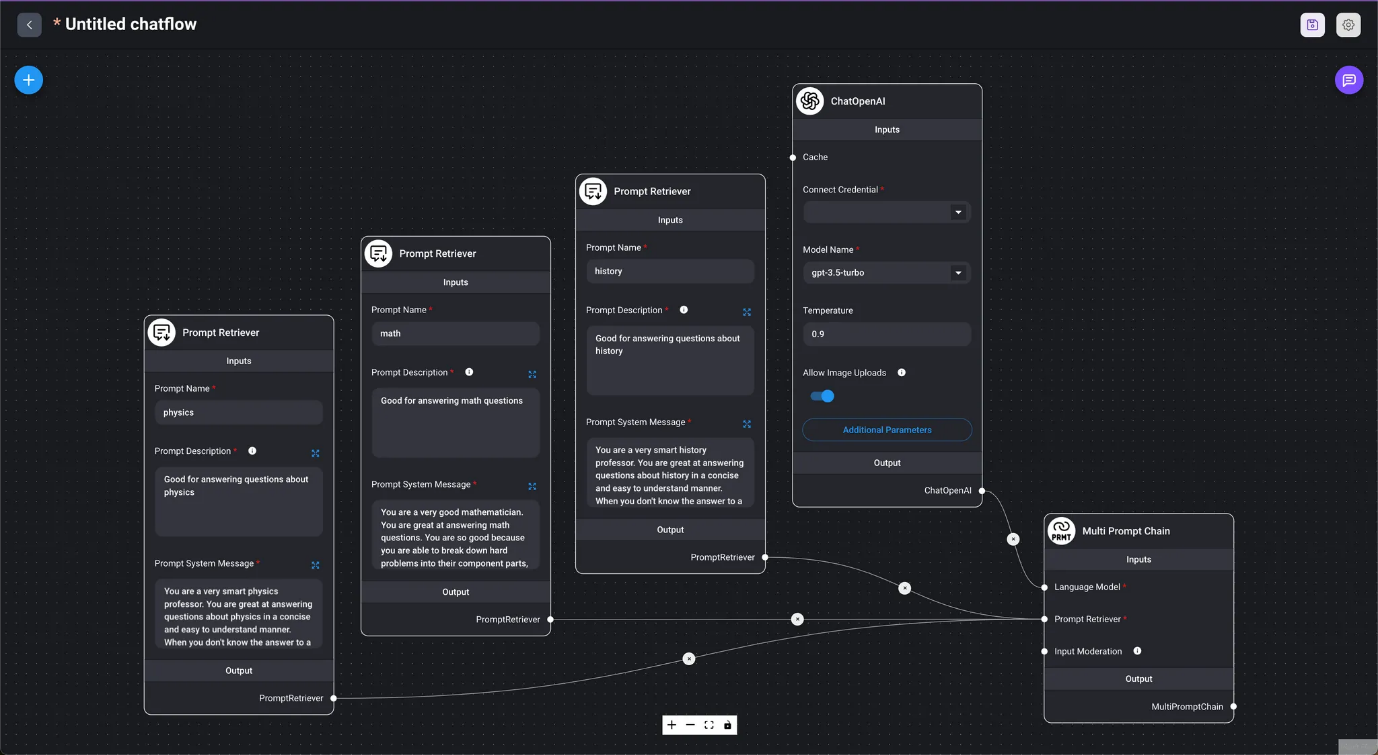 * Untitled chatflow
ChatOpenAI
Inputs
Cache
Connect Credential *
Model Name *
gpt-3.5-turbo
Temperature
0.9
Allow Image Uploads
Additional Parameters
Output
ChatOpenAI
Prompt Retriever
Inputs
Prompt Name *
history
Prompt Description *
Good for answering questions about
history
Prompt System Message *
You are a very smart history
professor. You are great at answering
questions about history in a concise
and easy to understand manner.
When you don't know the answer to a
Output
PromptRetriever
Prompt Retriever
Inputs
Prompt Name *
math
Prompt Description *
Good for answering math questions
Prompt System Message *
You are a very good mathematician.
You are great at answering math
questions. You are so good because
you are able to break down hard
problems into their component parts,
Output
PromptRetriever
Prompt Retriever
Inputs
Prompt Name *
physics
Prompt Description *
Good for answering questions about
physics
Prompt System Message *
You are a very smart physics
professor. You are great at answering
questions about physics in a concise
and easy to understand manner.
When you don't know the answer to a
Output
PromptRetriever
PRMT
Multi Prompt Chain
Inputs
Language Model *
Prompt Retriever *
Input Moderation
Output
MultiPromptChain